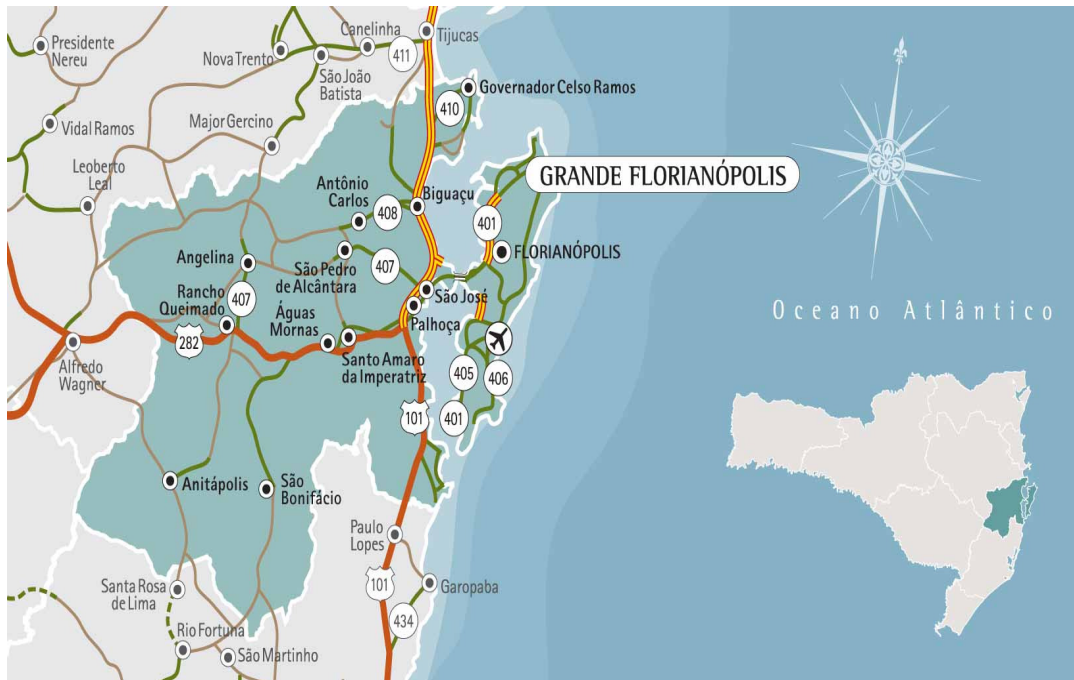 Presidente
Nereu
Canelinha
Tijucas
Nova Trento
411
São João
Batista
Governador Celso Ramos
410
Vidal Ramos
Major Gercino
Leoberto
Leal
GRANDE FLORIANÓPOLIS
Antônio
Carlos
Biguaçu
408
401
Angelina
São Pedro
de Alcântara
407
FLORIANÓPOLIS
Rancho
Queimado
407
Águas
Mornas
São José
Palhoça
Oceano Atlântico
282
Santo Amaro
da Imperatriz
Alfredo
Wagner
405
406
101
401
Anitápolis
São
Bonifácio
Paulo
Lopes
Santa Rosa
de Lima
101
Garopaba
434
Rio Fortuna
São Martinho